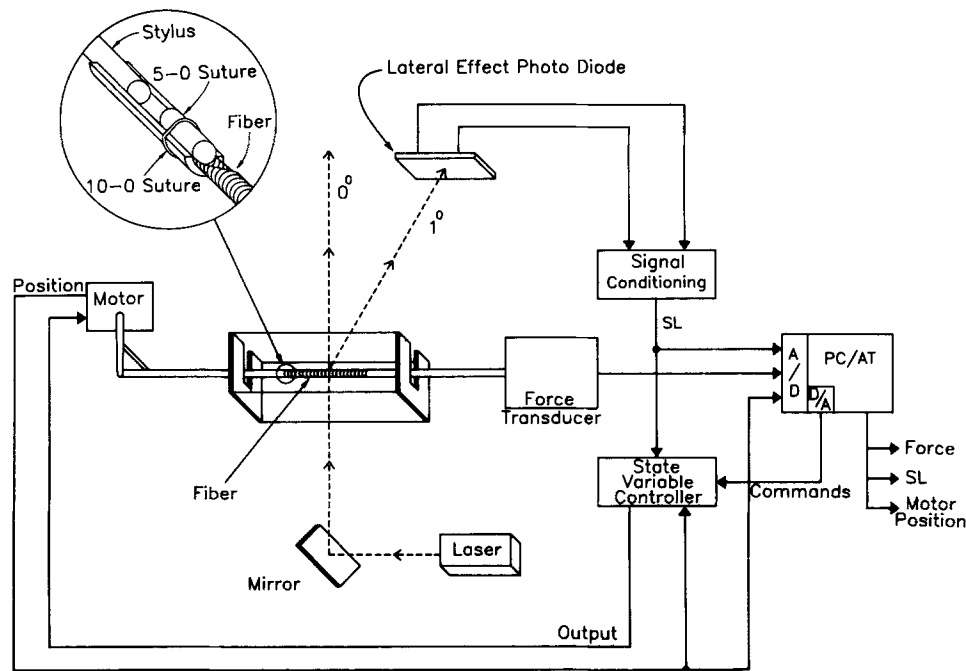 Stylus
5-0 Suture
Fiber
10-0 Suture
Lateral Effect Photo Diode
0°
1°
Signal
Conditioning
SL
Position
Motor
A/D
PC/AT
D/A
Force
Transducer
Fiber
State
Variable
Controller
Commands
Force
SL
Motor
Position
Laser
Mirror
Output